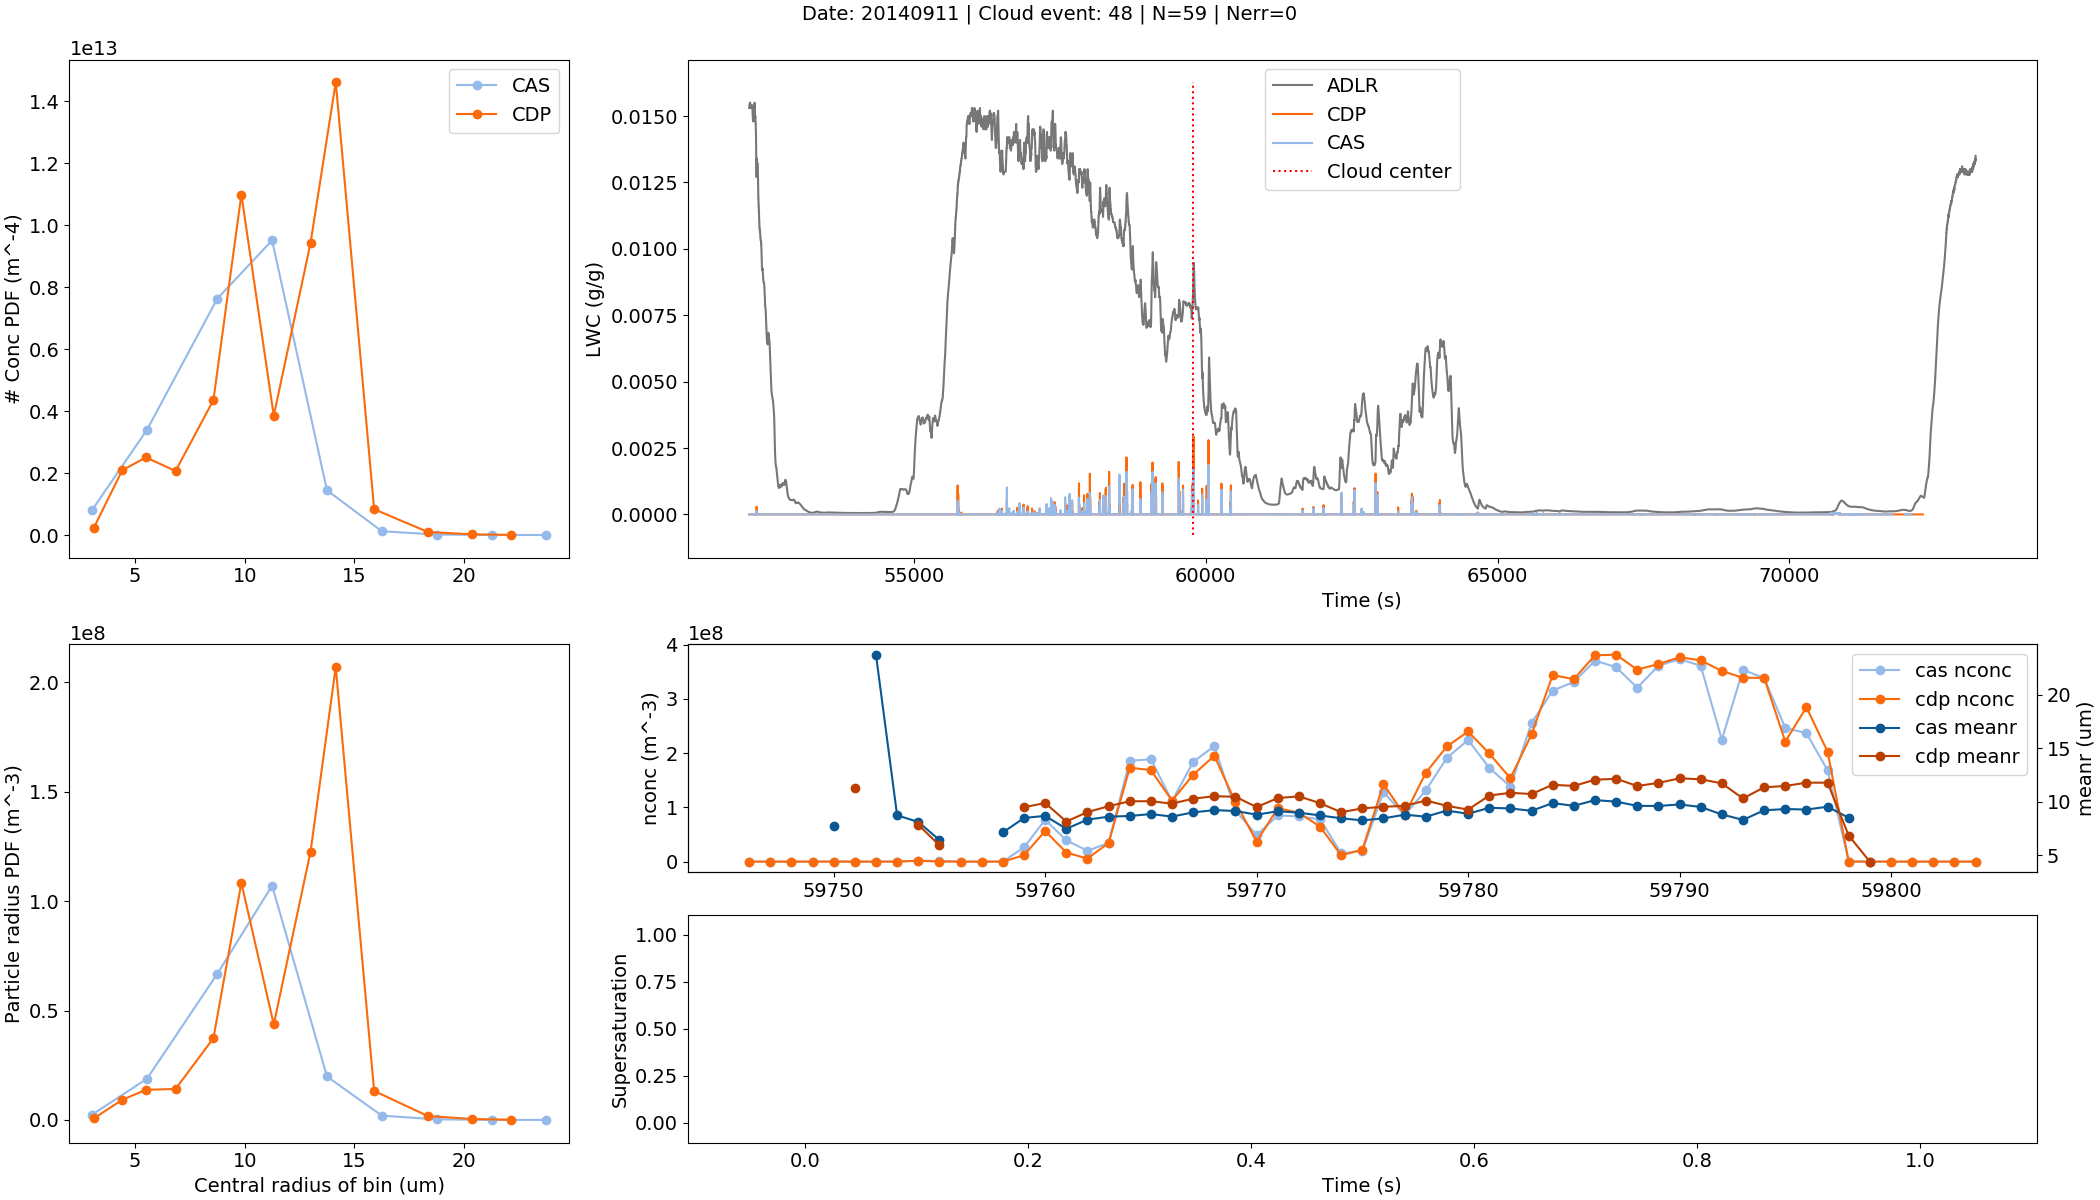 Date: 20140911 | Cloud event: 48 | N=59 | Nerr=0
1e13
# Conc PDF (m^-4)
1.4
1.2
1.0
0.8
0.6
0.4
0.2
0.0
5 10 15 20
CAS
CDP
LWC (g/g)
0.0150
0.0125
0.0100
0.0075
0.0050
0.0025
0.0000
55000 60000 65000 70000
Time (s)
ADLR
CDP
CAS
Cloud center
1e8
Particle radius PDF (m^-3)
2.0
1.5
1.0
0.5
0.0
5 10 15 20
Central radius of bin (um)
1e8
nconc (m^-3)
4
3
2
1
0
59750 59760 59770 59780 59790 59800
cas nconc
cdp nconc
cas meanr
cdp meanr
20
15
10
5
meanr (um)
Supersaturation
1.00
0.75
0.50
0.25
0.00
0.0 0.2 0.4 0.6 0.8 1.0
Time (s)